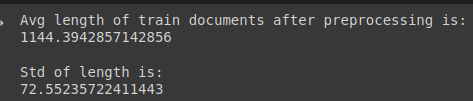 Avg length of train documents after preprocessing is:
1144.3942857142856
Std of length is:
72.55235722411443